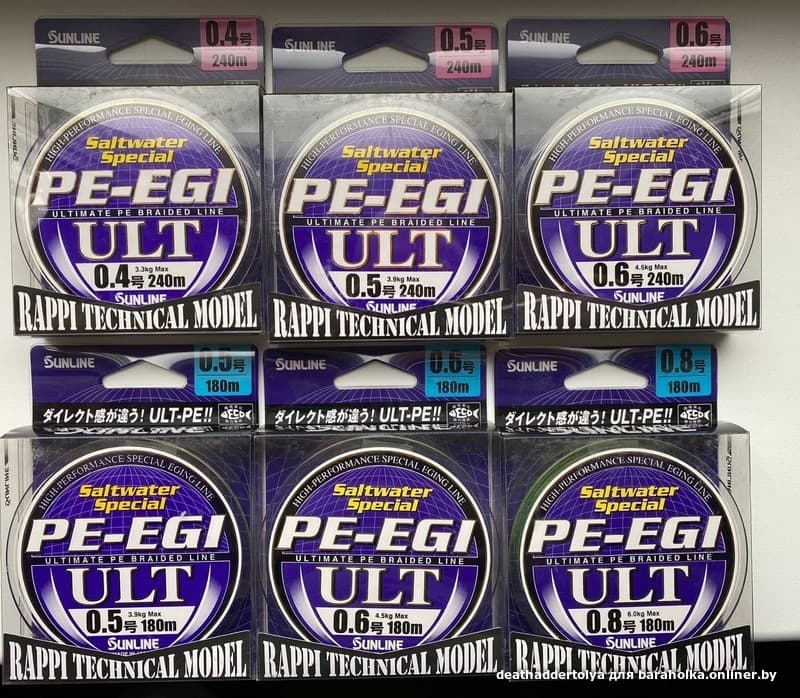 SUNLINE
0.4号
240m
SUNLINE
0.5号
240m
SUNLINE
0.6号
240m
HIGH-PERFORMANCE SPECIAL EGING LINE
Saltwater
Special
PE-EGI
ULTIMATE PE BRAIDED LINE
ULT
3.3kg Max
0.4号 240m
SUNLINE
RAPPI TECHNICAL MODEL
HIGH-PERFORMANCE SPECIAL EGING LINE
Saltwater
Special
PE-EGI
ULTIMATE PE BRAIDED LINE
ULT
3.9kg Max
0.5号 240m
SUNLINE
RAPPI TECHNICAL MODEL
HIGH-PERFORMANCE SPECIAL EGING LINE
Saltwater
Special
PE-EGI
ULTIMATE PE BRAIDED LINE
ULT
4.5kg Max
0.6号 240m
SUNLINE
RAPPI TECHNICAL MODEL
SUNLINE
0.5号
180m
ダイレクト感が違う! ULT-PE!!
SUNLINE
0.6号
180m
ダイレクト感が違う! ULT-PE!!
SUNLINE
0.8号
180m
ダイレクト感が違う! ULT-PE!!
HIGH-PERFORMANCE SPECIAL EGING LINE
Saltwater
Special
PE-EGI
ULTIMATE PE BRAIDED LINE
ULT
3.9kg Max
0.5号 180m
SUNLINE
RAPPI TECHNICAL MODEL
HIGH-PERFORMANCE SPECIAL EGING LINE
Saltwater
Special
PE-EGI
ULTIMATE PE BRAIDED LINE
ULT
4.5kg Max
0.6号 180m
SUNLINE
RAPPI TECHNICAL MODEL
HIGH-PERFORMANCE SPECIAL EGING LINE
Saltwater
Special
PE-EGI
ULTIMATE PE BRAIDED LINE
ULT
6.0kg Max
0.8号 180m
SUNLINE
RAPPI TECHNICAL MODEL
deathaddertolya для baraholka.onliner.by